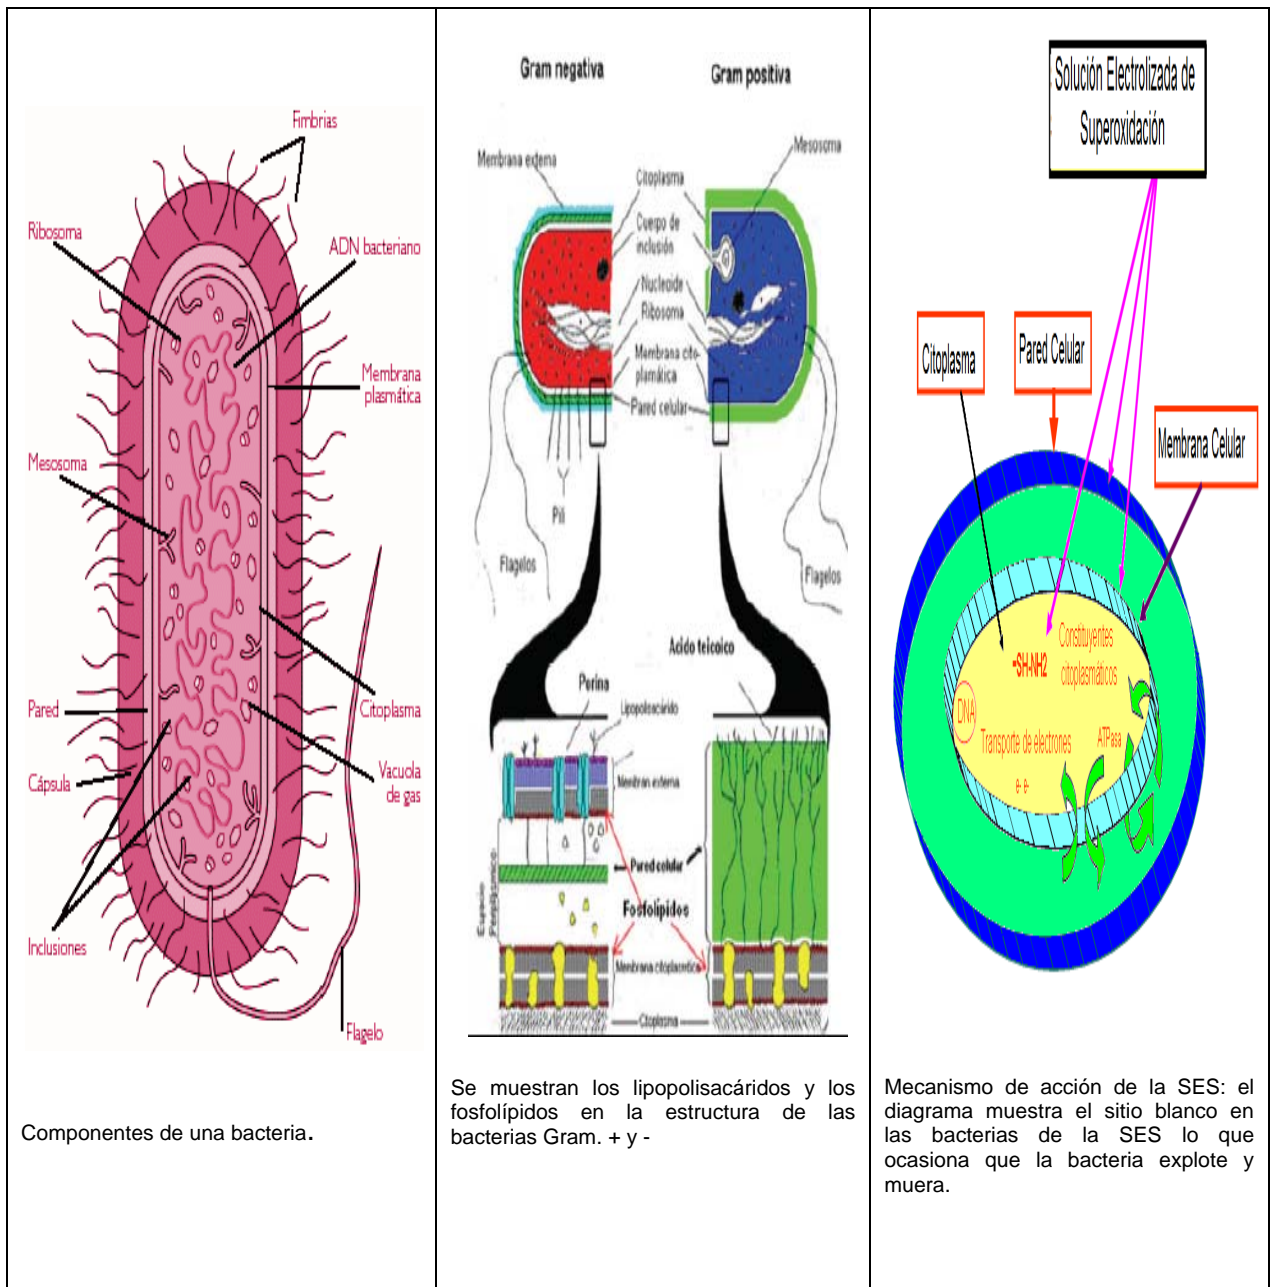 Fimbrias
Ribosoma
ADN bacteriano
Membrana
plasmática
Mesosoma
Pared
Citoplasma
Cápsula
Vacuola
de gas
Inclusiones
Flagelo
Componentes de una bacteria.
Gram negativa
Gram positiva
Membrana externa
Mesosoma
Citoplasma
Cuerpo de
inclusión
Nucleoide
Ribosoma
Membrana cito-
plamática
Pared celular
Pili
Flagelos
Flagelos
Acido teicoico
Porina
Lipopolisacárido
Membran externa
Pared celular
Espacio
Periplasmico
Fosfolípidos
Membrana citoplasmatica
Citoplasma
Se muestran los lipopolisacáridos y los
fosfolípidos en la estructura de las
bacterias Gram. + y -
Solución Electrolizada de
Superoxidación
Citoplasma
Pared Celular
Membrana Celular
Constituyentes
citoplasmáticos
=SH-NH2
DNA
Transporte de electrones
ATPasa
e- e-
Mecanismo de acción de la SES: el
diagrama muestra el sitio blanco en
las bacterias de la SES lo que
ocasiona que la bacteria explote y
muera.